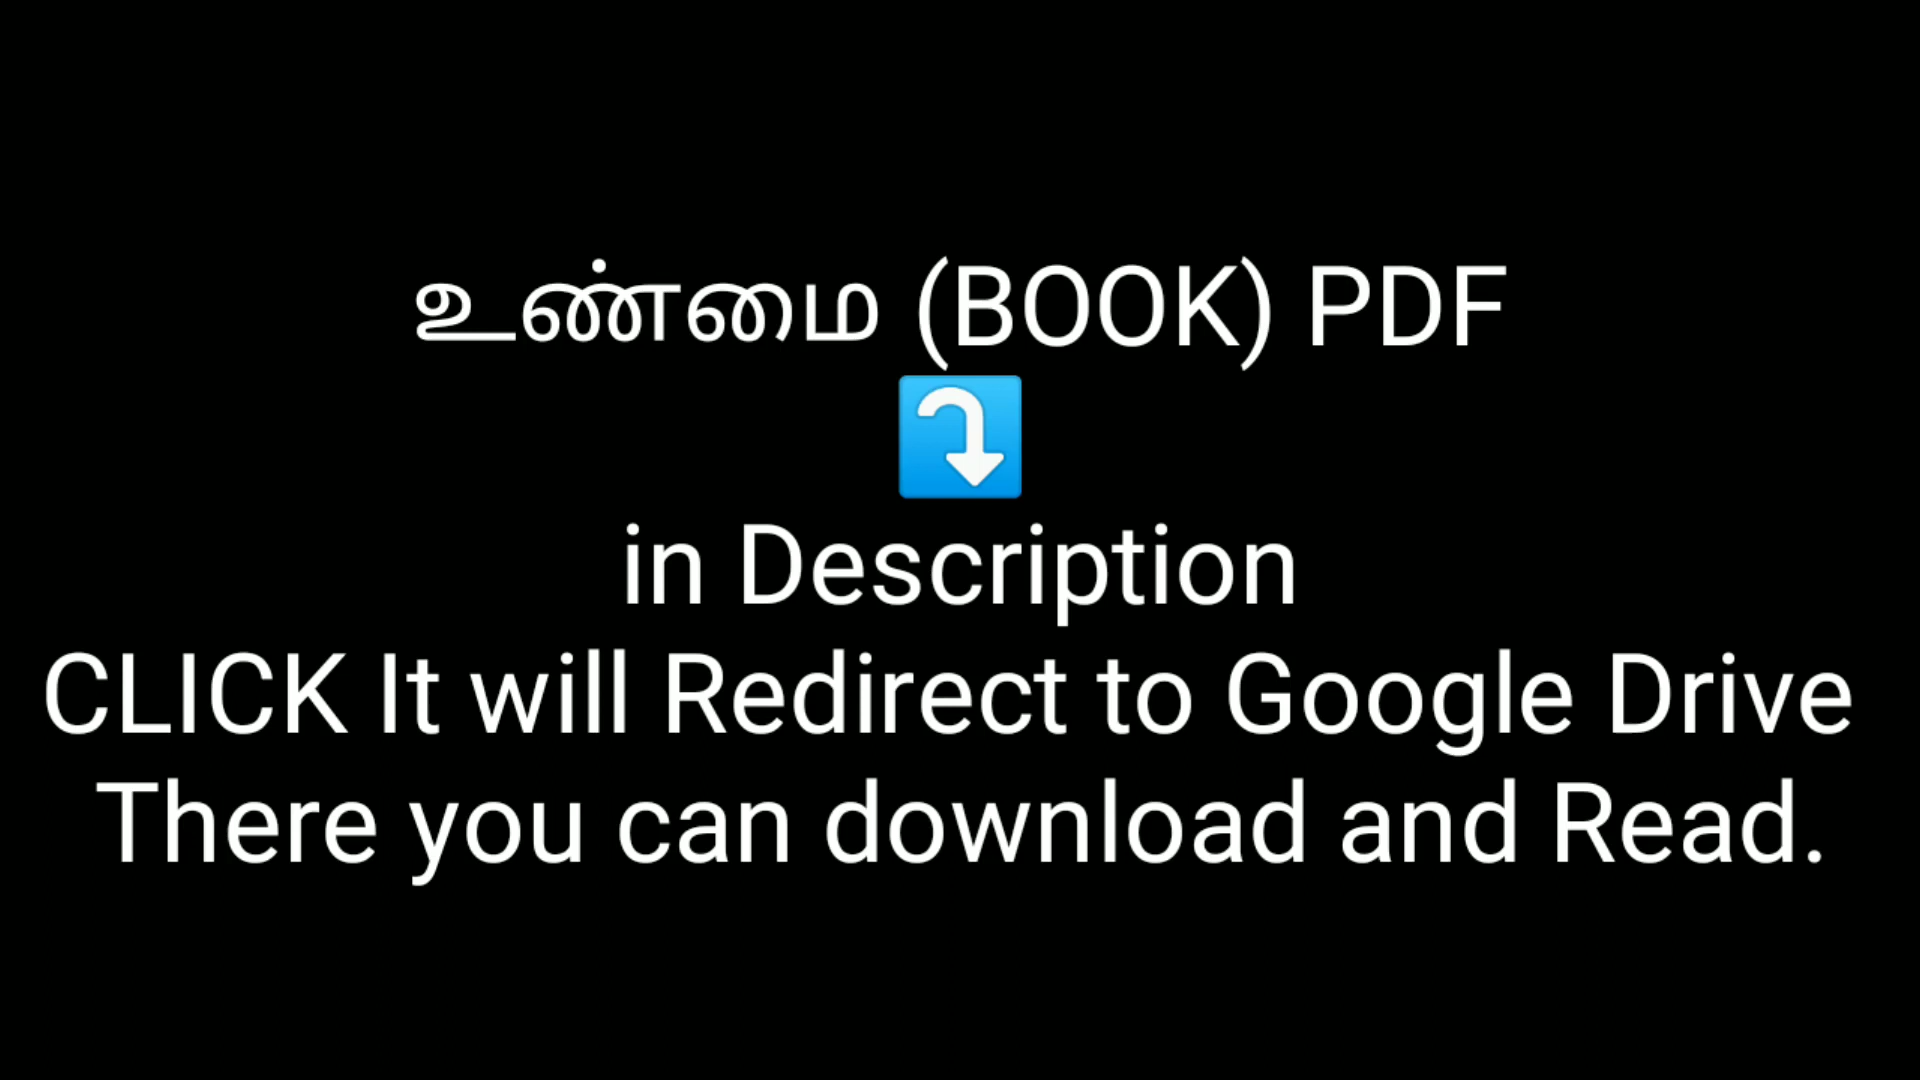 உண்மை (BOOK) PDF
⤵️
in Description
CLICK It will Redirect to Google Drive
There you can download and Read.